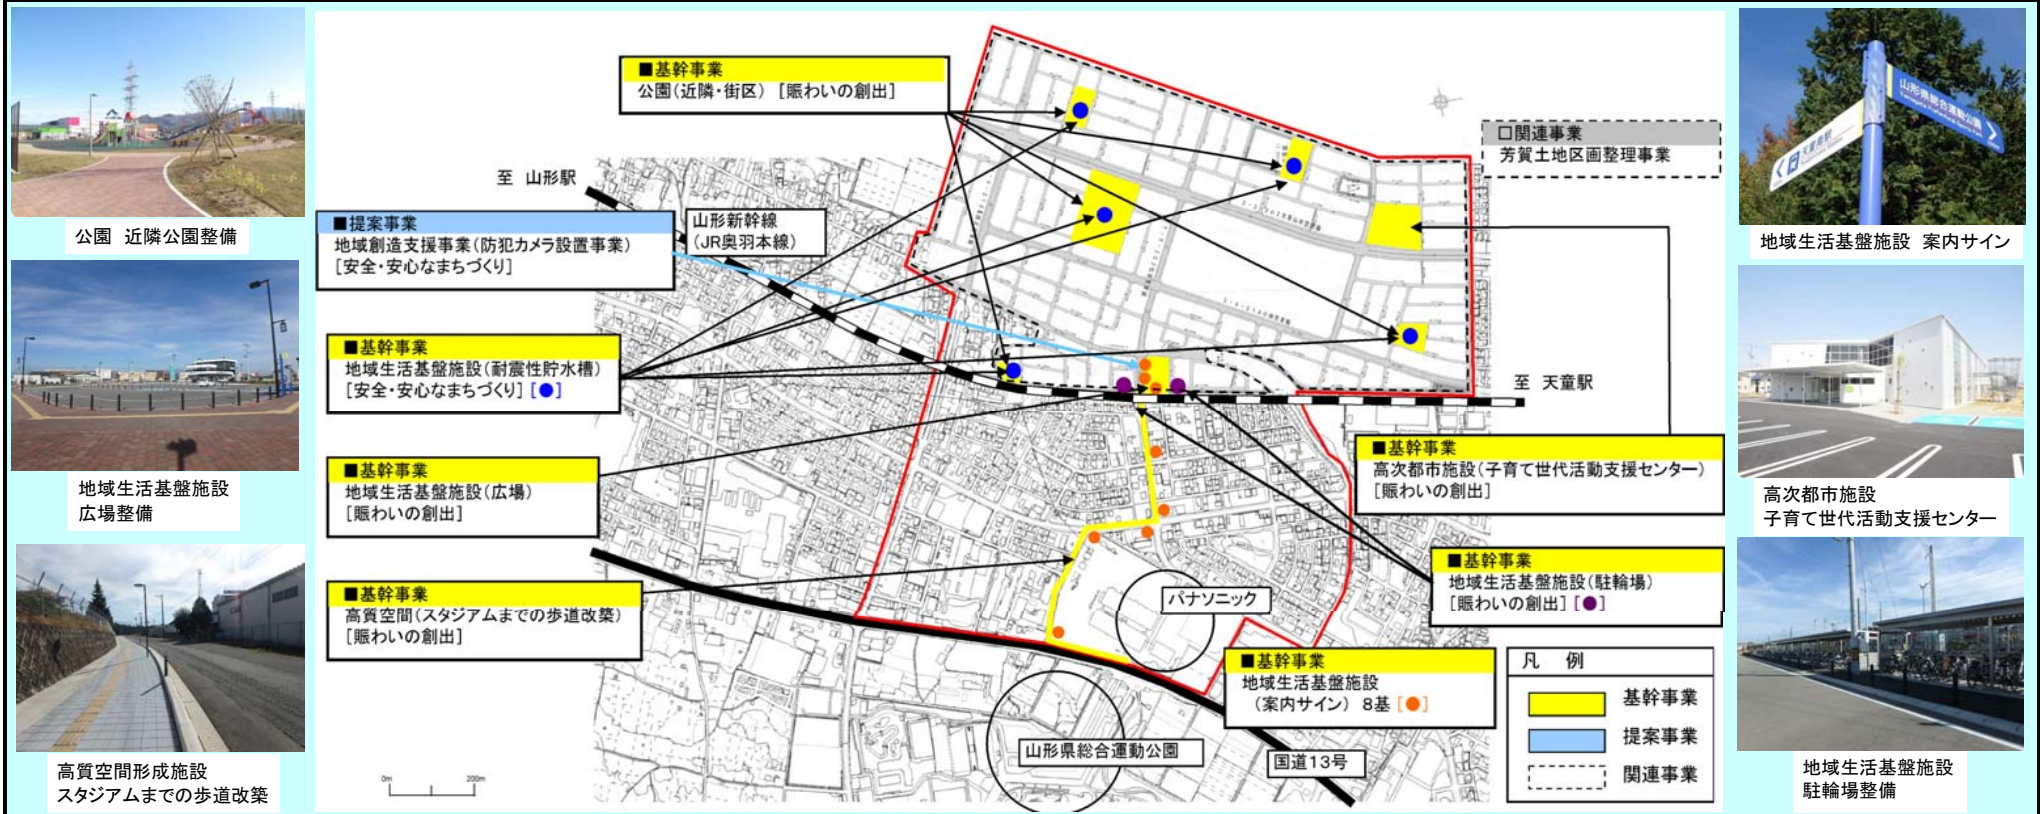 公園 近隣公園整備
地域生活基盤施設
広場整備
高質空間形成施設
スタジアムまでの歩道改築
■基幹事業
公園(近隣・街区) [賑わいの創出]
至 山形駅
■提案事業
地域創造支援事業(防犯カメラ設置事業)
[安全・安心なまちづくり]
山形新幹線
(JR奥羽本線)
■基幹事業
地域生活基盤施設(耐震性貯水槽)
[安全・安心なまちづくり] [●]
■基幹事業
地域生活基盤施設(広場)
[賑わいの創出]
■基幹事業
高質空間(スタジアムまでの歩道改築)
[賑わいの創出]
0m 200m
□関連事業
芳賀土地区画整理事業
至 天童駅
■基幹事業
高次都市施設(子育て世代活動支援センター)
[賑わいの創出]
■基幹事業
地域生活基盤施設(駐輪場)
[賑わいの創出] [●]
パナソニック
■基幹事業
地域生活基盤施設
(案内サイン) 8基 [●]
山形県総合運動公園
国道13号
凡 例
基幹事業
提案事業
関連事業
山形県総合運動公園
天童南駅
地域生活基盤施設 案内サイン
高次都市施設
子育て世代活動支援センター
地域生活基盤施設
駐輪場整備